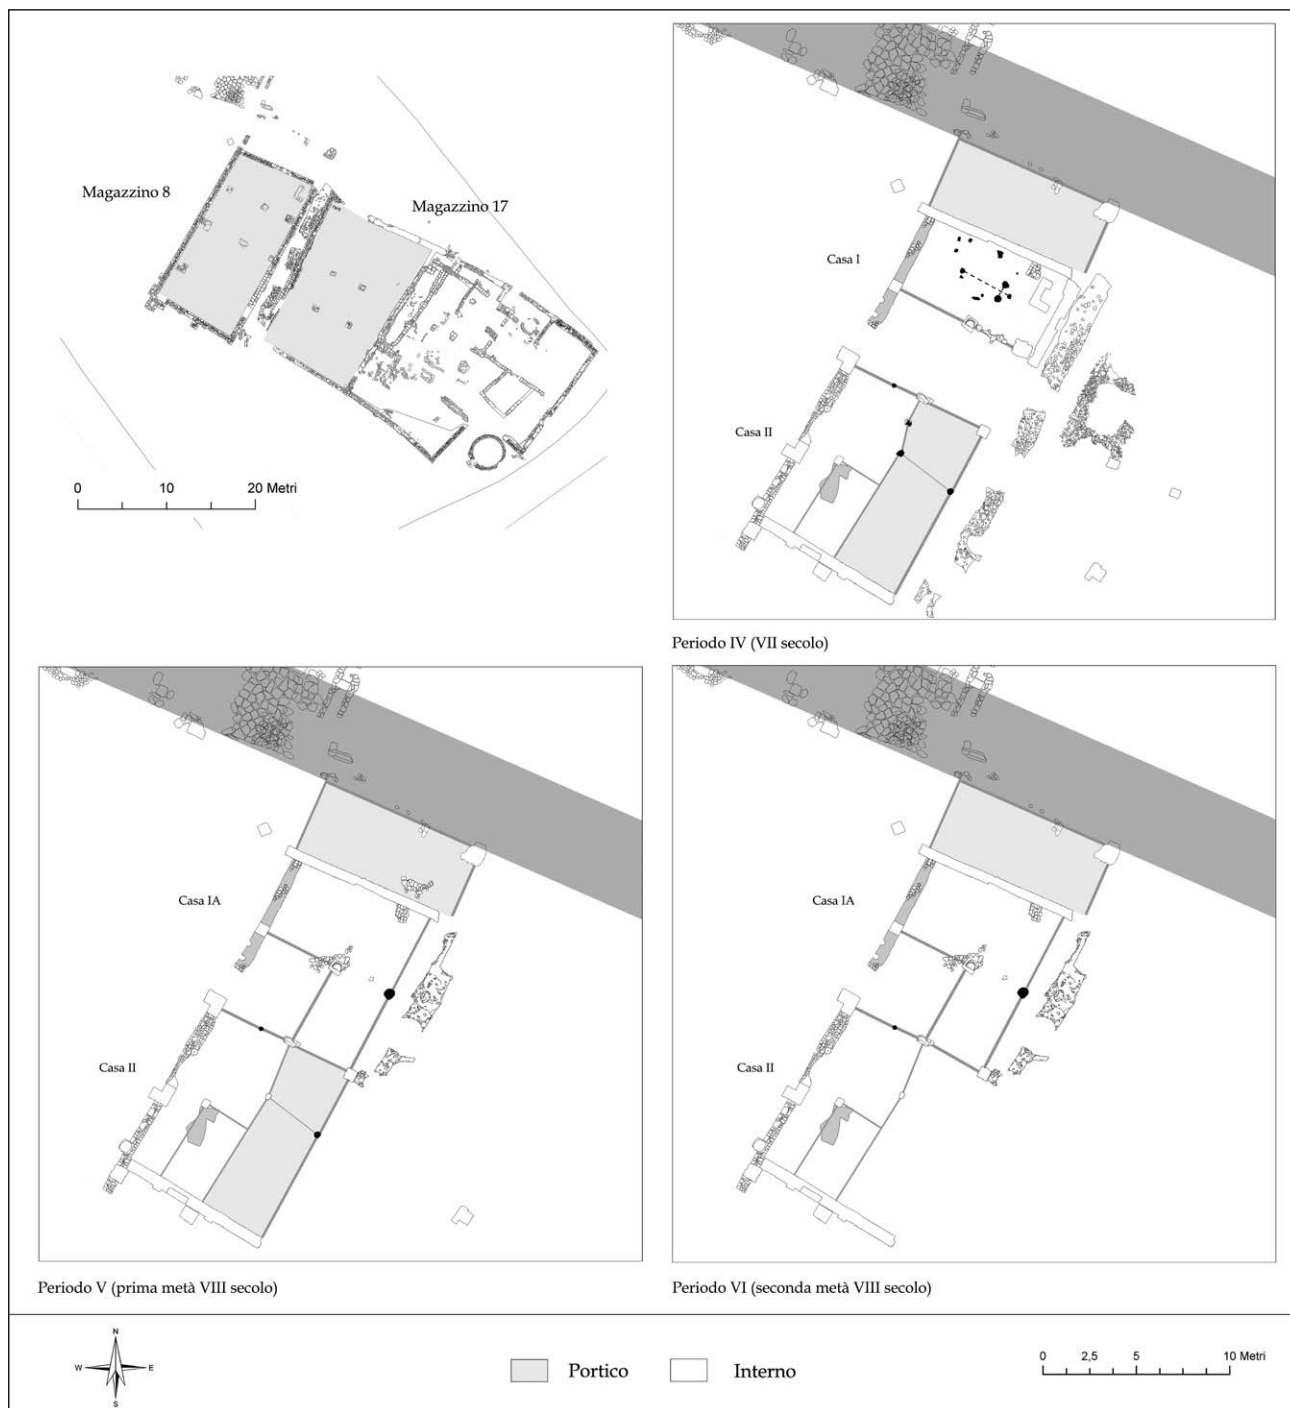 Magazzino 8
Magazzino 17
0 10 20 Metri
Casa I
Casa II
Periodo IV (VII secolo)
Casa IA
Casa II
Periodo V (prima metà VIII secolo)
Casa IA
Casa II
Periodo VI (seconda metà VIII secolo)
N
W E
S
Portico
Interno
0 2,5 5 10 Metri